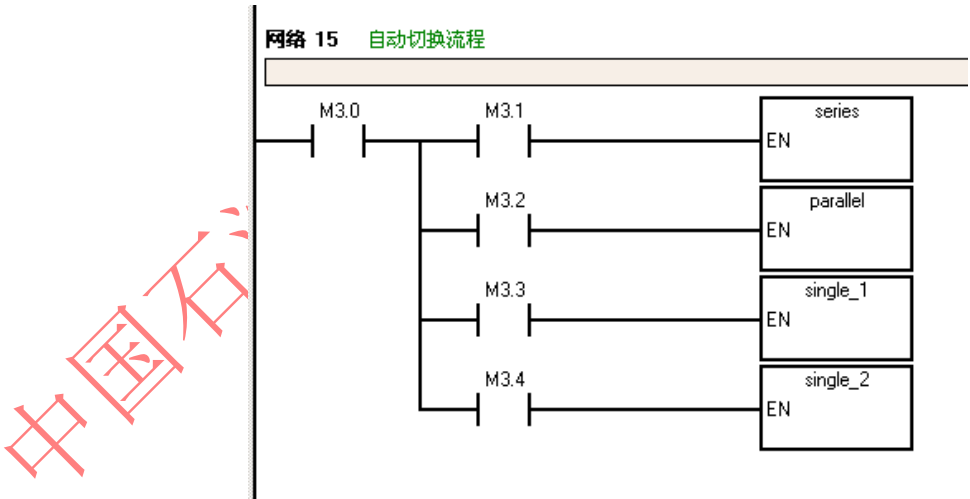 网络 15 自动切换流程
M3.0 M3.1 series
EN
M3.2 parallel
EN
M3.3 single_1
EN
M3.4 single_2
EN
中国石